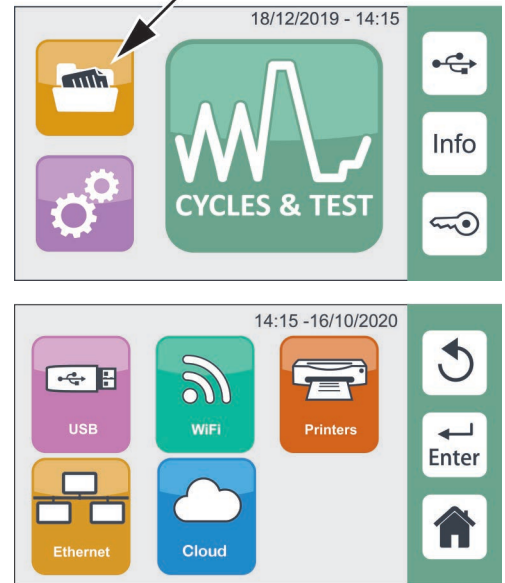 18/12/2019 - 14:15
Info
CYCLES & TEST
14:15 -16/10/2020
USB
WiFi
Printers
Enter
Ethernet
Cloud